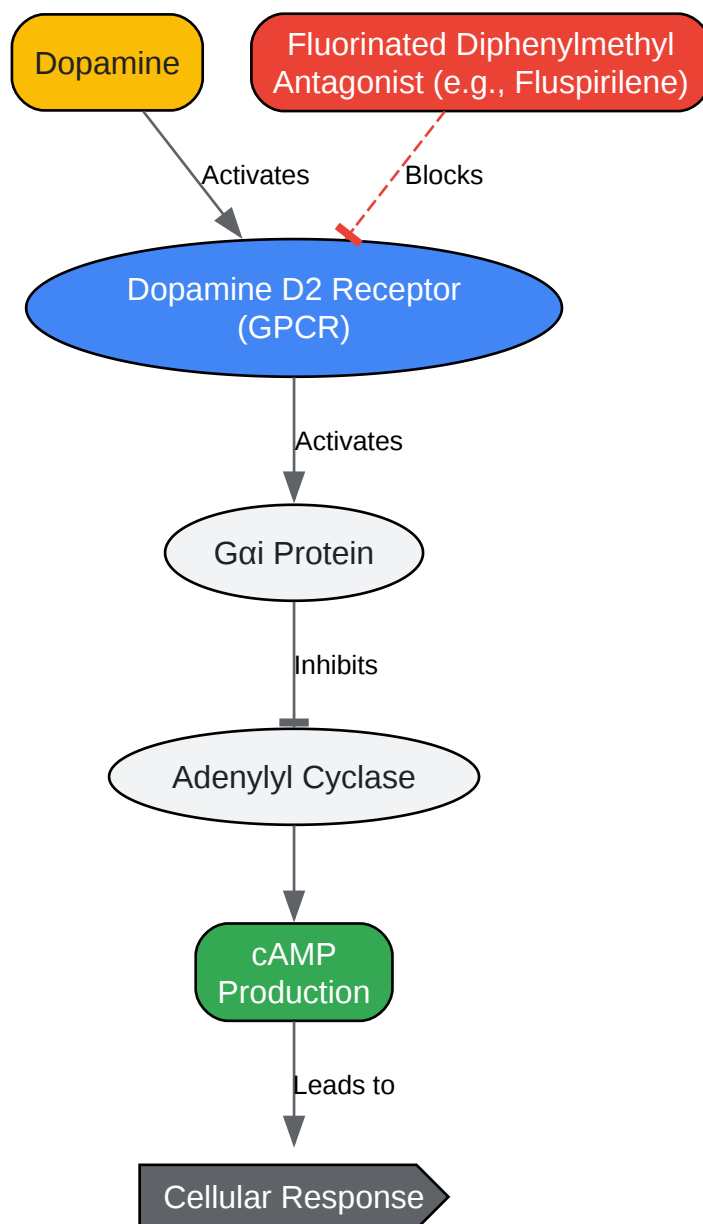 Dopamine
Fluorinated Diphenylmethyl
Antagonist (e.g., Fluspirilene)
Activates
Blocks
Dopamine D2 Receptor
(GPCR)
Activates
Gαi Protein
Inhibits
Adenylyl Cyclase
cAMP
Production
Leads to
Cellular Response